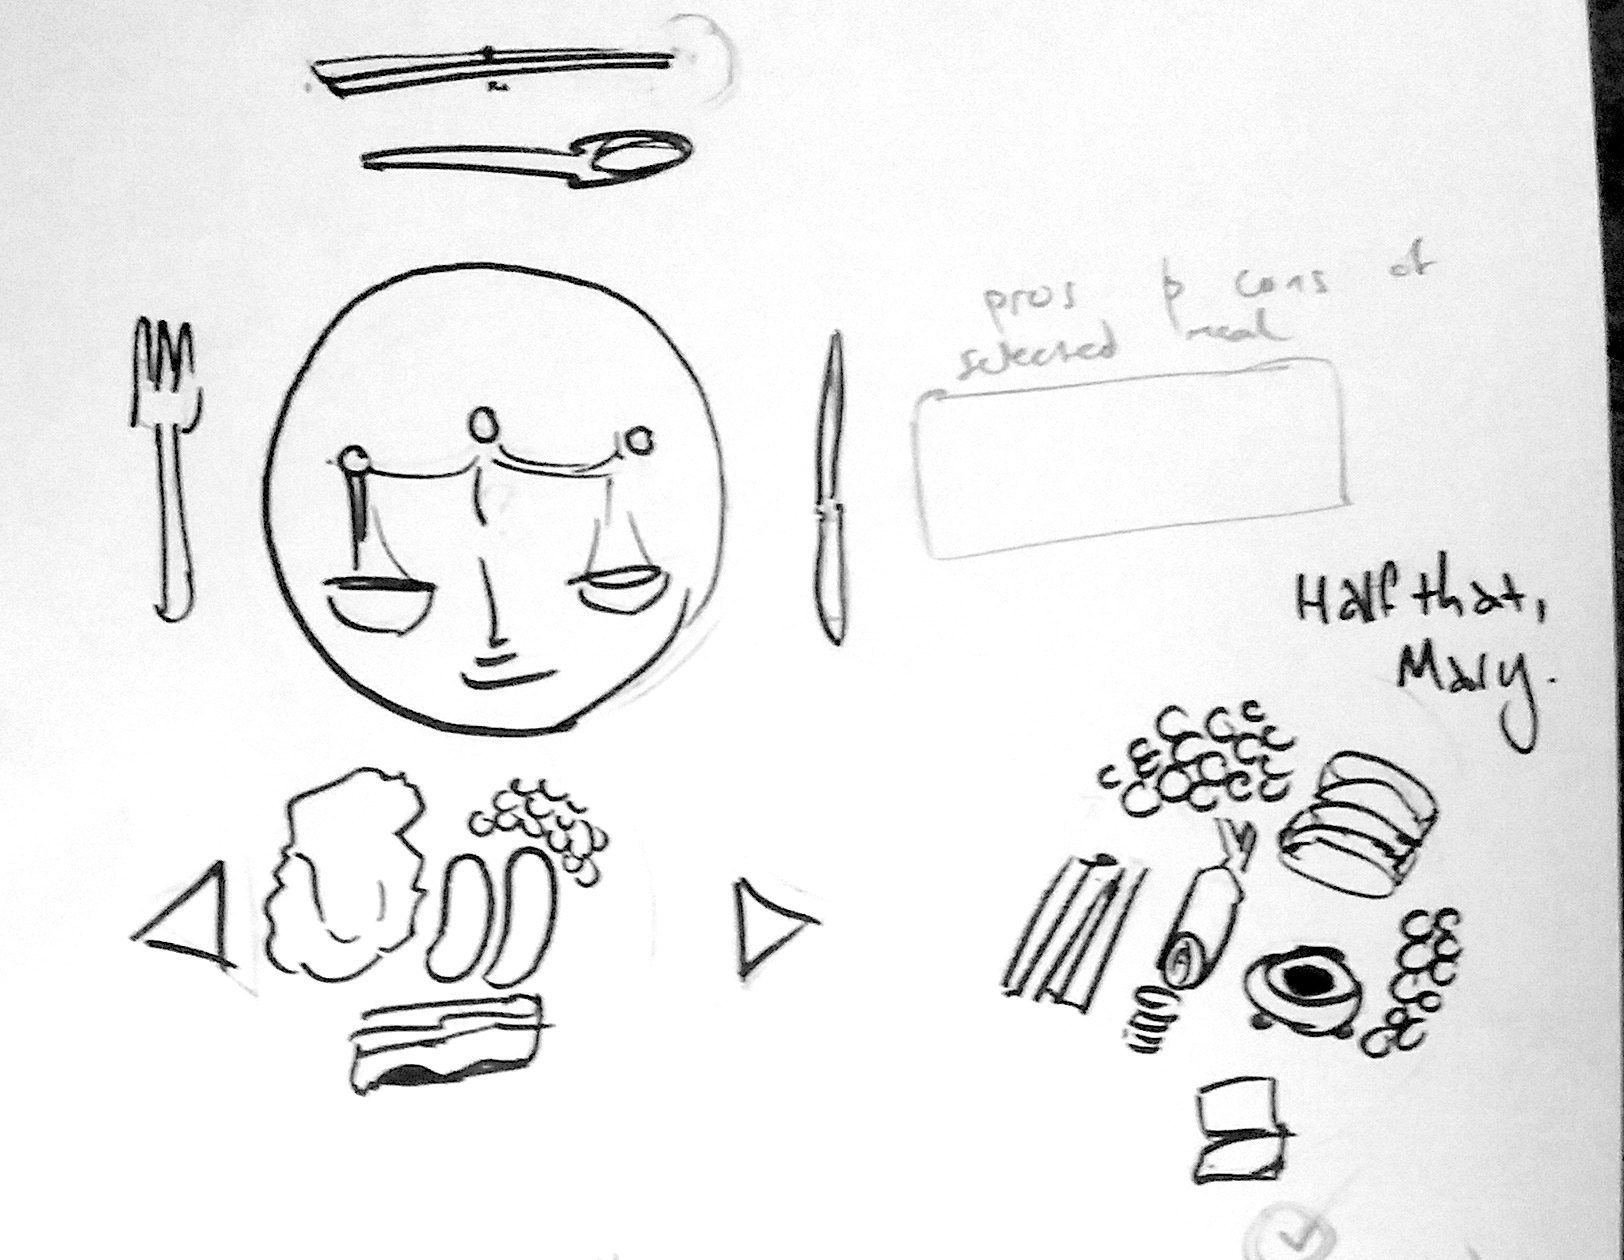 pros & cons of
selected meal
Half that,
Mary.